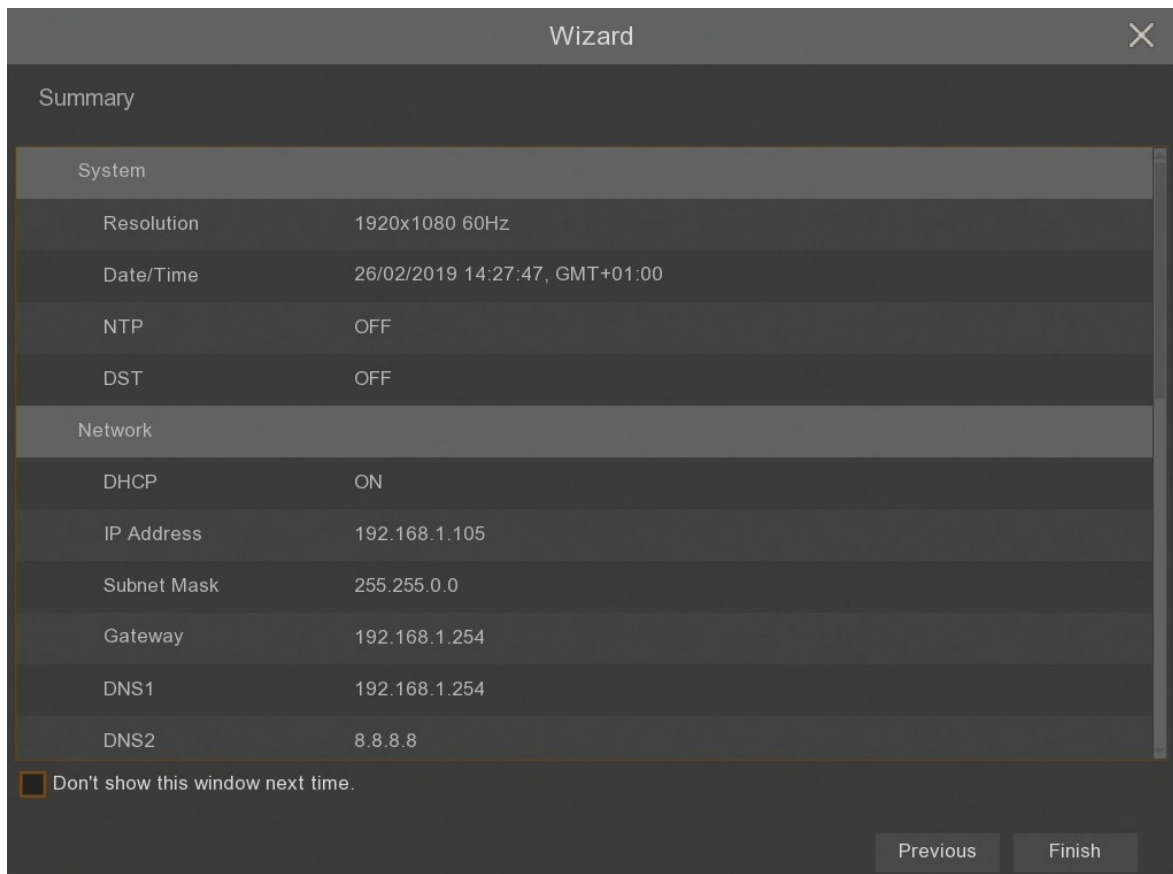 Wizard
Summary
System
Resolution 1920x1080 60Hz
Date/Time 26/02/2019 14:27:47, GMT+01:00
NTP OFF
DST OFF
Network
DHCP ON
IP Address 192.168.1.105
Subnet Mask 255.255.0.0
Gateway 192.168.1.254
DNS1 192.168.1.254
DNS2 8.8.8.8
Don't show this window next time.
Previous Finish